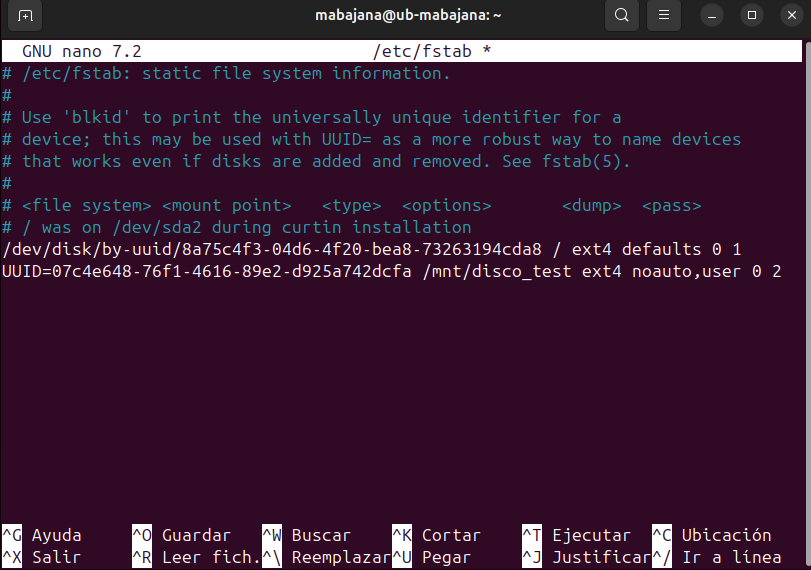 mabajana@ub-mabajana: ~
GNU nano 7.2 /etc/fstab *
# /etc/fstab: static file system information.
#
# Use 'blkid' to print the universally unique identifier for a
# device; this may be used with UUID= as a more robust way to name devices
# that works even if disks are added and removed. See fstab(5).
#
# <file system> <mount point>   <type>  <options>       <dump>  <pass>
# / was on /dev/sda2 during curtin installation
/dev/disk/by-uuid/8a75c4f3-04d6-4f20-bea8-73263194cda8 / ext4 defaults 0 1
UUID=07c4e648-76f1-4616-89e2-d925a742dcfa /mnt/disco_test ext4 noauto,user 0 2
^G Ayuda ^O Guardar ^W Buscar ^K Cortar ^T Ejecutar ^C Ubicación
^X Salir ^R Leer fich. ^\ Reemplazar ^U Pegar ^J Justificar ^/ Ir a línea